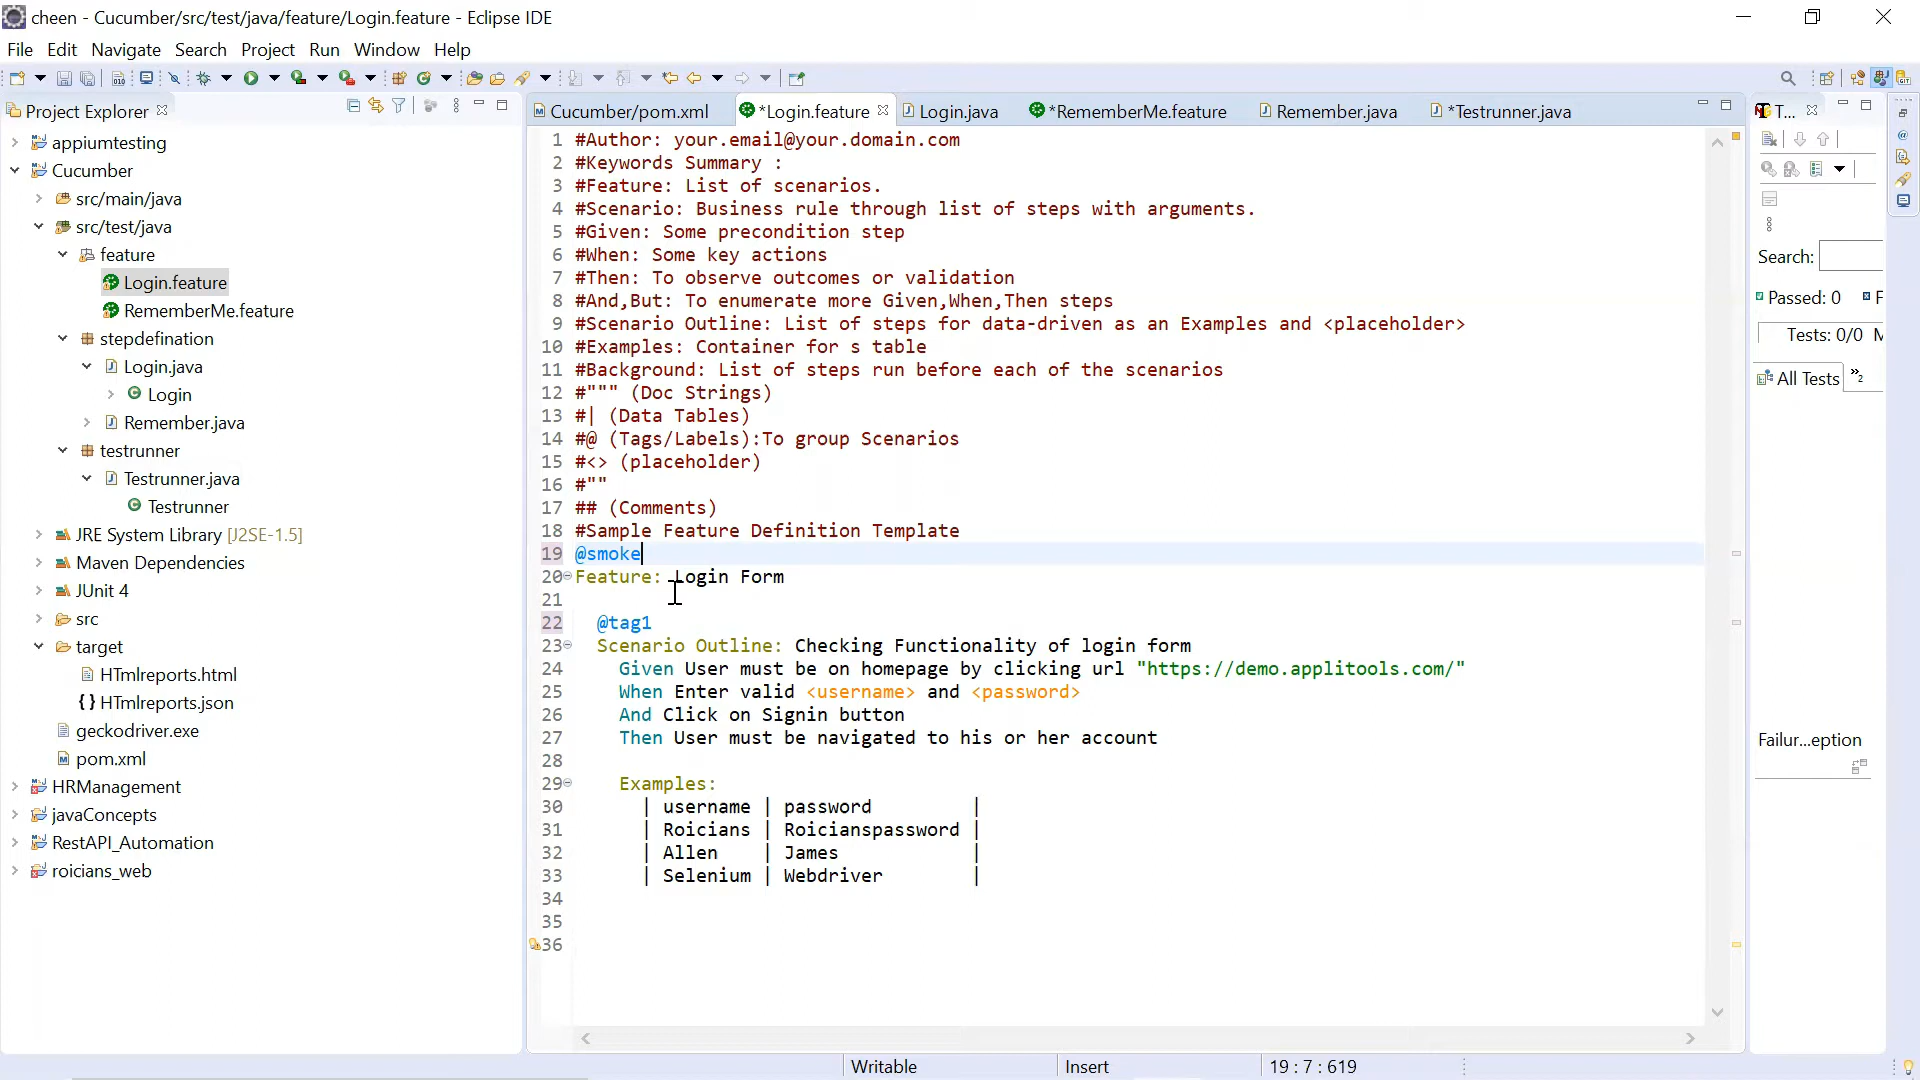 cheen - Cucumber/src/test/java/feature/Login.feature - Eclipse IDE
File Edit Navigate Search Project Run Window Help
Project Explorer
appiumtesting
Cucumber
src/main/java
src/test/java
feature
Login.feature
RememberMe.feature
stepdefination
Login.java
Login
Remember.java
testrunner
Testrunner.java
Testrunner
JRE System Library [J2SE-1.5]
Maven Dependencies
JUnit 4
src
target
HTmlreports.html
HTmlreports.json
geckodriver.exe
pom.xml
HRManagement
javaConcepts
RestAPI_Automation
roicians_web
Cucumber/pom.xml *Login.feature Login.java *RememberMe.feature Remember.java *Testrunner.java
1 #Author: your.email@your.domain.com
2 #Keywords Summary :
3 #Feature: List of scenarios.
4 #Scenario: Business rule through list of steps with arguments.
5 #Given: Some precondition step
6 #When: Some key actions
7 #Then: To observe outcomes or validation
8 #And,But: To enumerate more Given,When,Then steps
9 #Scenario Outline: List of steps for data-driven as an Examples and <placeholder>
10 #Examples: Container for s table
11 #Background: List of steps run before each of the scenarios
12 #""" (Doc Strings)
13 #| (Data Tables)
14 #@ (Tags/Labels):To group Scenarios
15 #<> (placeholder)
16 #""
17 ## (Comments)
18 #Sample Feature Definition Template
19 @smoke
20 Feature: Login Form
21
22 @tag1
23 Scenario Outline: Checking Functionality of login form
24 Given User must be on homepage by clicking url "https://demo.applitools.com/"
25 When Enter valid <username> and <password>
26 And Click on Signin button
27 Then User must be navigated to his or her account
28
29 Examples:
30 | username | password |
31 | Roicians | Roicianspassword |
32 | Allen | James |
33 | Selenium | Webdriver |
34
35
36
T...
Search:
Passed: 0 F
Tests: 0/0 M
All Tests »2
Failur...eption
Writable Insert 19 : 7 : 619